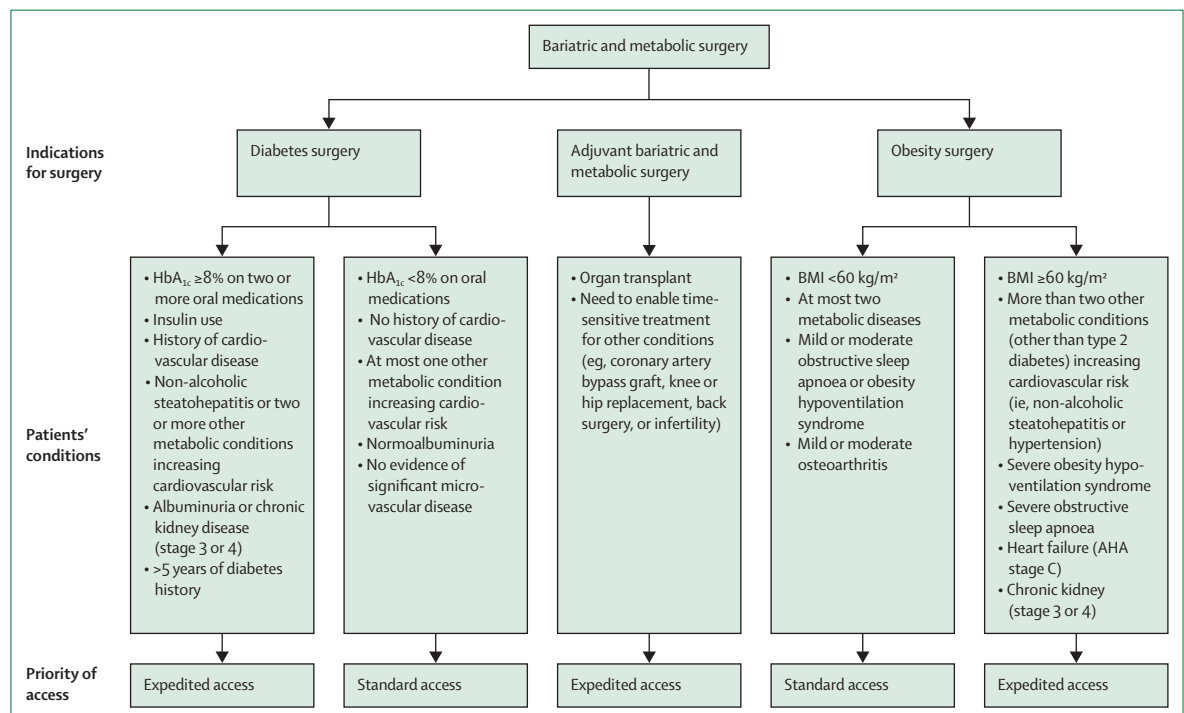 Bariatric and metabolic surgery
Indications
for surgery
Diabetes surgery
Adjuvant bariatric and
metabolic surgery
Obesity surgery
Patients'
conditions
• HbA1c ≥8% on two or
more oral medications
• Insulin use
• History of cardio-
vascular disease
• Non-alcoholic
steatohepatitis or two
or more other
metabolic conditions
increasing
cardiovascular risk
• Albuminuria or chronic
kidney disease
(stage 3 or 4)
• >5 years of diabetes
history
• HbA1c <8% on oral
medications
• No history of cardio-
vascular disease
• At most one other
metabolic condition
increasing cardio-
vascular risk
• Normoalbuminuria
• No evidence of
significant micro-
vascular disease
• Organ transplant
• Need to enable time-
sensitive treatment
for other conditions
(eg, coronary artery
bypass graft, knee or
hip replacement, back
surgery, or infertility)
• BMI <60 kg/m²
• At most two
metabolic diseases
• Mild or moderate
obstructive sleep
apnoea or obesity
hypoventilation
syndrome
• Mild or moderate
osteoarthritis
• BMI ≥60 kg/m²
• More than two other
metabolic conditions
(other than type 2
diabetes) increasing
cardiovascular risk
(ie, non-alcoholic
steatohepatitis or
hypertension)
• Severe obesity hypo-
ventilation syndrome
• Severe obstructive
sleep apnoea
• Heart failure (AHA
stage C)
• Chronic kidney
(stage 3 or 4)
Priority of
access
Expedited access
Standard access
Expedited access
Standard access
Expedited access